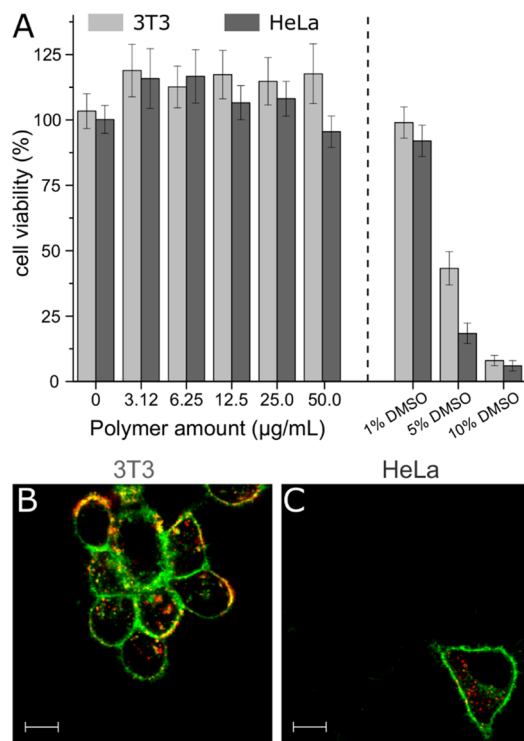 A
3T3 HeLa
cell viability (%)
125
100
75
50
25
0
0 3.12 6.25 12.5 25.0 50.0
1% DMSO 5% DMSO 10% DMSO
Polymer amount (µg/mL)
3T3 HeLa
B C